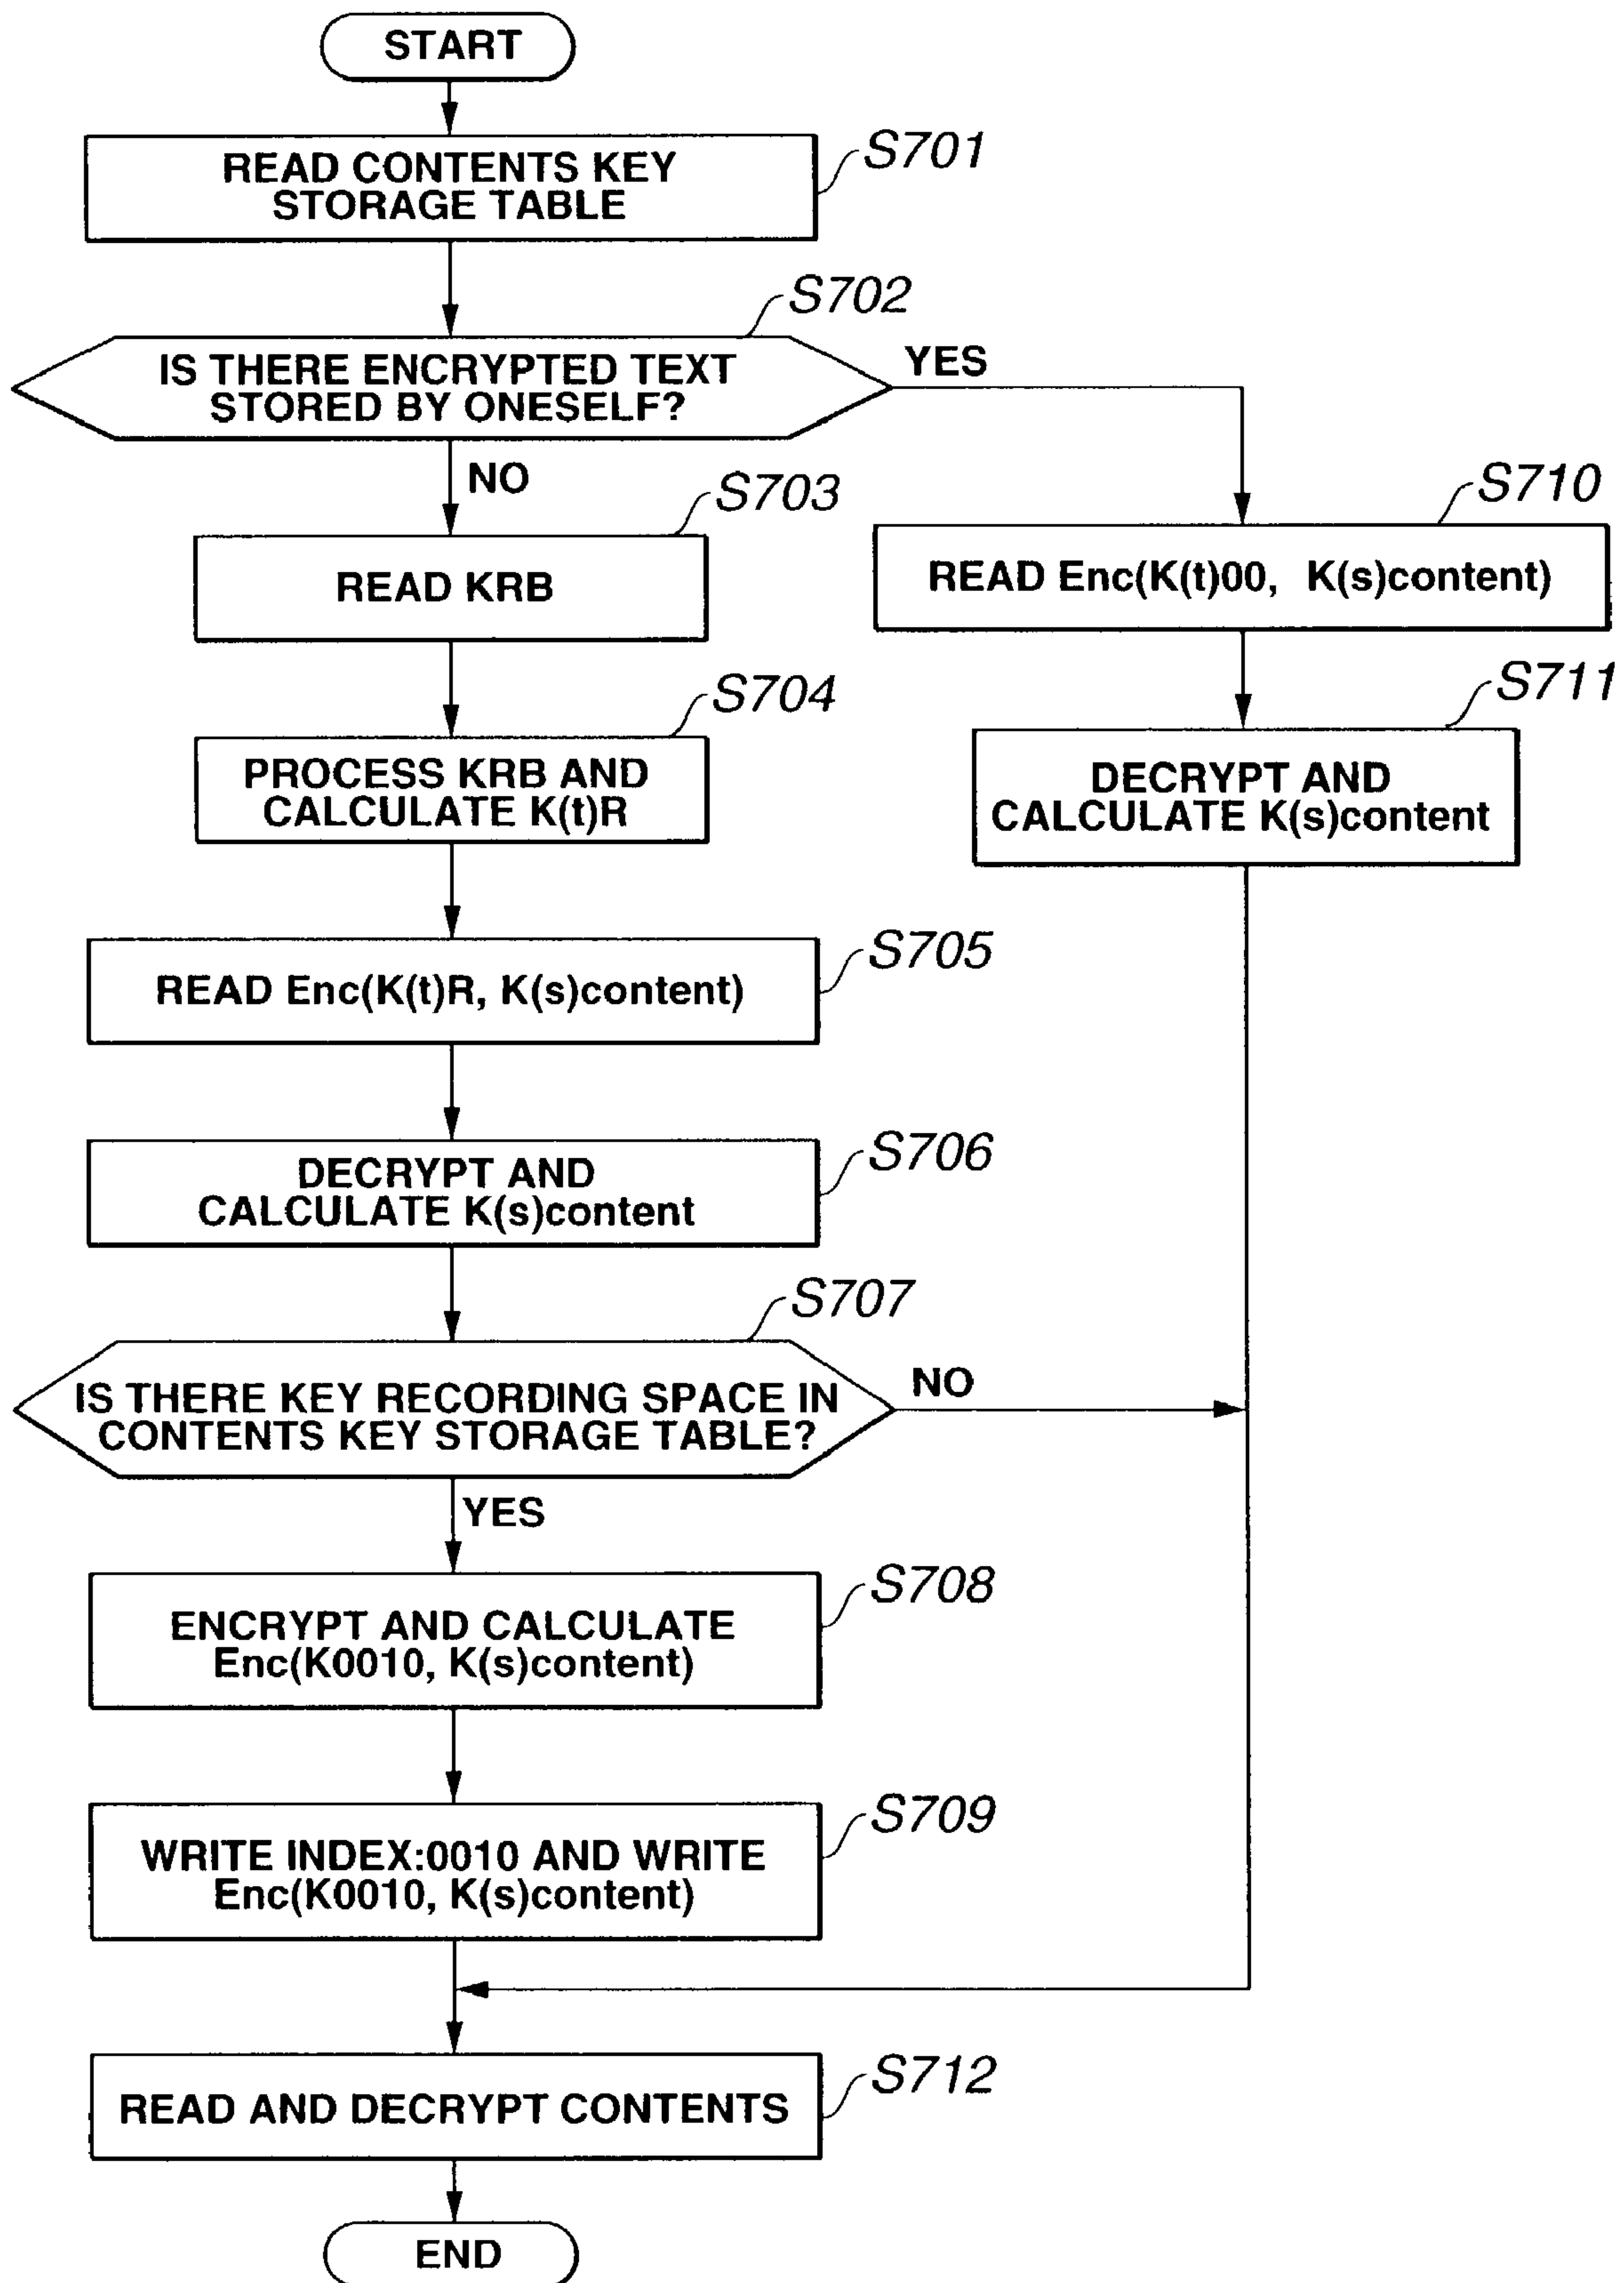 START
READ CONTENTS KEY
STORAGE TABLE
S701
S702
IS THERE ENCRYPTED TEXT
STORED BY ONESELF?
YES
NO
S703
READ KRB
S710
READ Enc(K(t)00, K(s)content)
S704
PROCESS KRB AND
CALCULATE K(t)R
S711
DECRYPT AND
CALCULATE K(s)content
S705
READ Enc(K(t)R, K(s)content)
S706
DECRYPT AND
CALCULATE K(s)content
S707
IS THERE KEY RECORDING SPACE IN
CONTENTS KEY STORAGE TABLE?
NO
YES
S708
ENCRYPT AND CALCULATE
Enc(K0010, K(s)content)
S709
WRITE INDEX:0010 AND WRITE
Enc(K0010, K(s)content)
S712
READ AND DECRYPT CONTENTS
END